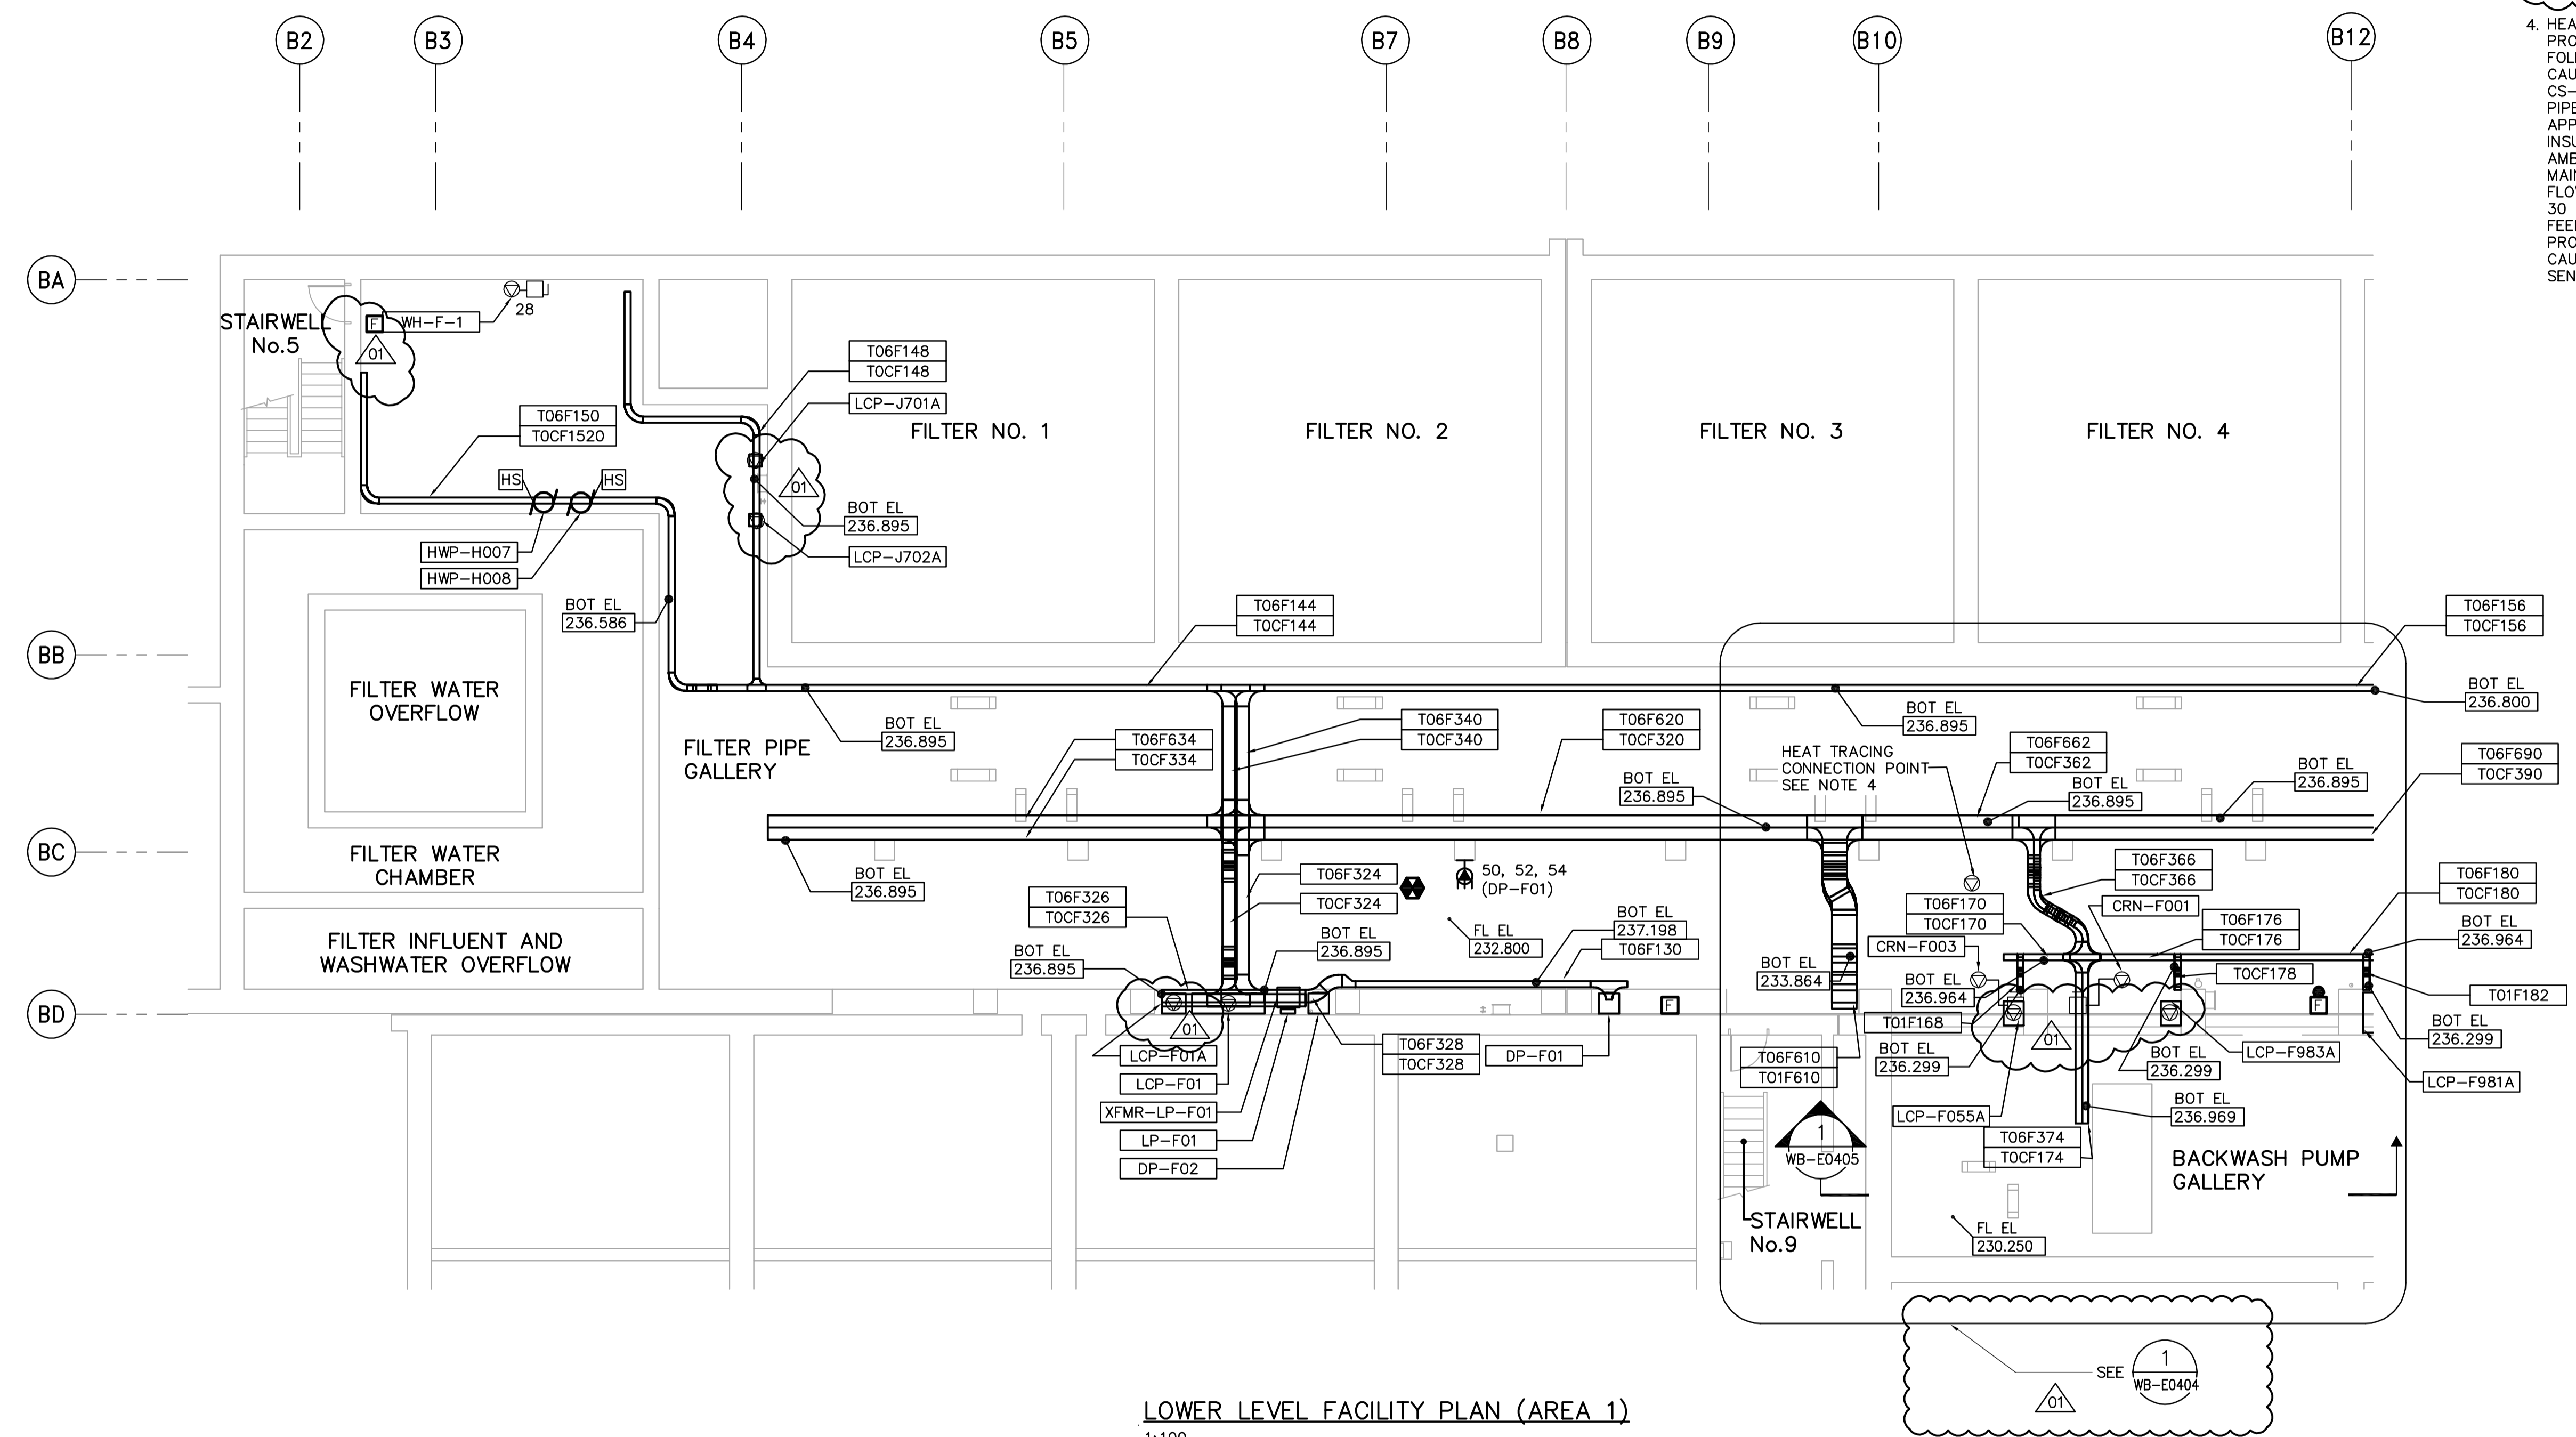 B2
B3
B4
B5
B7
B8
B9
B10
B12
4. HEA
PRO
FOL
CAU
CS-
PIPE
APP
INSU
AMB
MAIN
FLO
30
FEE
PRO
CAU
SEN
BA
STAIRWELL
No.5
F
WH-F-1
28
01
T06F148
T0CF148
LCP-J701A
T06F150
T0CF1520
FILTER NO. 1
FILTER NO. 2
FILTER NO. 3
FILTER NO. 4
HS
HS
01
BOT EL
236.895
HWP-H007
LCP-J702A
HWP-H008
BOT EL
236.586
T06F144
T0CF144
T06F156
T0CF156
BB
FILTER WATER
OVERFLOW
BOT EL
236.895
FILTER PIPE
GALLERY
T06F634
T0CF334
T06F340
T0CF340
T06F620
T0CF320
BOT EL
236.895
BOT EL
236.895
HEAT TRACING
CONNECTION POINT
SEE NOTE 4
T06F662
T0CF362
BOT EL
236.895
BOT EL
236.895
BOT EL
236.800
T06F690
T0CF390
BC
FILTER WATER
CHAMBER
BOT EL
236.895
T06F326
T0CF326
T06F324
T0CF324
50, 52, 54
(DP-F01)
FL EL
232.800
BOT EL
237.198
T06F130
T06F366
T0CF366
T06F170
T0CF170
CRN-F001
T06F176
T0CF176
T06F180
T0CF180
FILTER INFLUENT AND
WASHWATER OVERFLOW
BOT EL
236.895
BOT EL
236.895
CRN-F003
BOT EL
233.864
BOT EL
236.964
T0CF178
BOT EL
236.964
T01F182
BD
01
F
F
T01F168
01
LCP-F01A
LCP-F01
XFMR-LP-F01
LP-F01
DP-F02
T06F328
T0CF328
DP-F01
T06F610
T01F610
BOT EL
236.299
BOT EL
236.299
LCP-F983A
BOT EL
236.299
LCP-F981A
LCP-F055A
BOT EL
236.969
1
WB-E0405
T06F374
T0CF174
BACKWASH PUMP
GALLERY
STAIRWELL
No.9
FL EL
230.250
SEE
1
WB-E0404
01
LOWER LEVEL FACILITY PLAN (AREA 1)
1:100